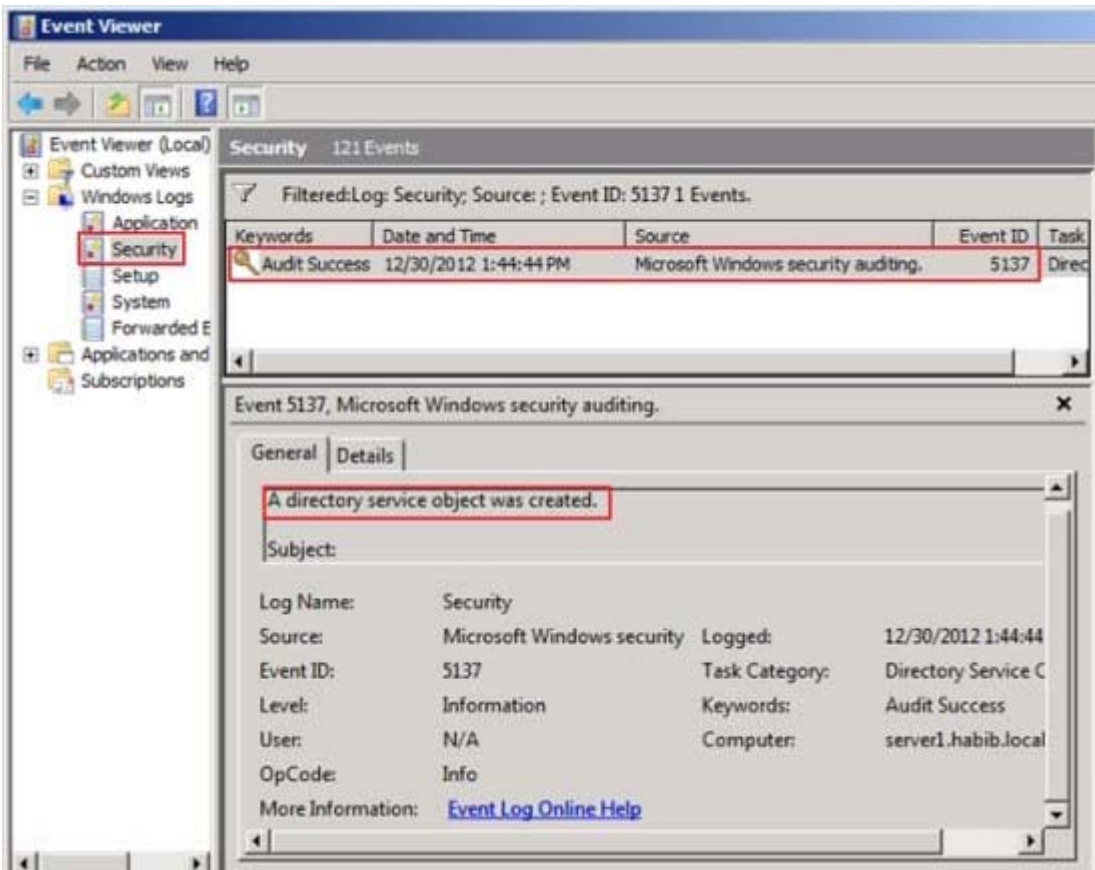 Event Viewer
File Action View Help
Event Viewer (Local)
Custom Views
Windows Logs
Application
Security
Setup
System
Forwarded E
Applications and
Subscriptions
Security 121 Events
Filtered:Log: Security; Source: ; Event ID: 5137 1 Events.
Keywords Date and Time Source Event ID Task
Audit Success 12/30/2012 1:44:44 PM Microsoft Windows security auditing. 5137 Direc
Event 5137, Microsoft Windows security auditing.
General Details
A directory service object was created.
Subject:
Log Name: Security
Source: Microsoft Windows security Logged: 12/30/2012 1:44:44
Event ID: 5137 Task Category: Directory Service C
Level: Information Keywords: Audit Success
User: N/A Computer: server1.habib.local
OpCode: Info
More Information: Event Log Online Help